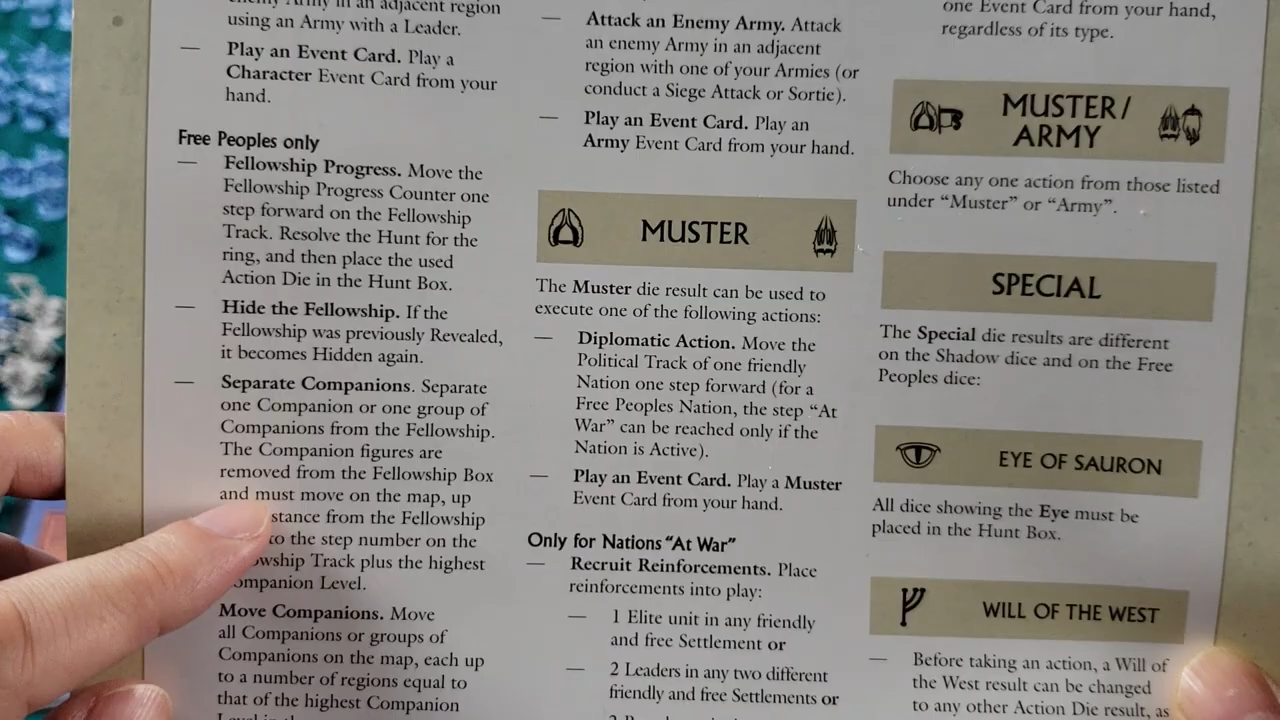 enemy Army in an adjacent region
using an Army with a Leader.
— Play an Event Card. Play a
Character Event Card from your
hand.
Free Peoples only
— Fellowship Progress. Move the
Fellowship Progress Counter one
step forward on the Fellowship
Track. Resolve the Hunt for the
ring, and then place the used
Action Die in the Hunt Box.
— Hide the Fellowship. If the
Fellowship was previously Revealed,
it becomes Hidden again.
— Separate Companions. Separate
one Companion or one group of
Companions from the Fellowship.
The Companion figures are
removed from the Fellowship Box
and must move on the map, up
stance from the Fellowship
to the step number on the
owship Track plus the highest
ompanion Level.
Move Companions. Move
all Companions or groups of
Companions on the map, each up
to a number of regions equal to
that of the highest Companion
— Attack an Enemy Army. Attack
an enemy Army in an adjacent
region with one of your Armies (or
conduct a Siege Attack or Sortie).
— Play an Event Card. Play an
Army Event Card from your hand.
MUSTER
The Muster die result can be used to
execute one of the following actions:
— Diplomatic Action. Move the
Political Track of one friendly
Nation one step forward (for a
Free Peoples Nation, the step “At
War” can be reached only if the
Nation is Active).
— Play an Event Card. Play a Muster
Event Card from your hand.
Only for Nations “At War”
— Recruit Reinforcements. Place
reinforcements into play:
— 1 Elite unit in any friendly
and free Settlement or
— 2 Leaders in any two different
friendly and free Settlements or
one Event Card from your hand,
regardless of its type.
MUSTER/
ARMY
Choose any one action from those listed
under “Muster” or “Army”.
SPECIAL
The Special die results are different
on the Shadow dice and on the Free
Peoples dice:
EYE OF SAURON
All dice showing the Eye must be
placed in the Hunt Box.
WILL OF THE WEST
— Before taking an action, a Will of
the West result can be changed
to any other Action Die result, as